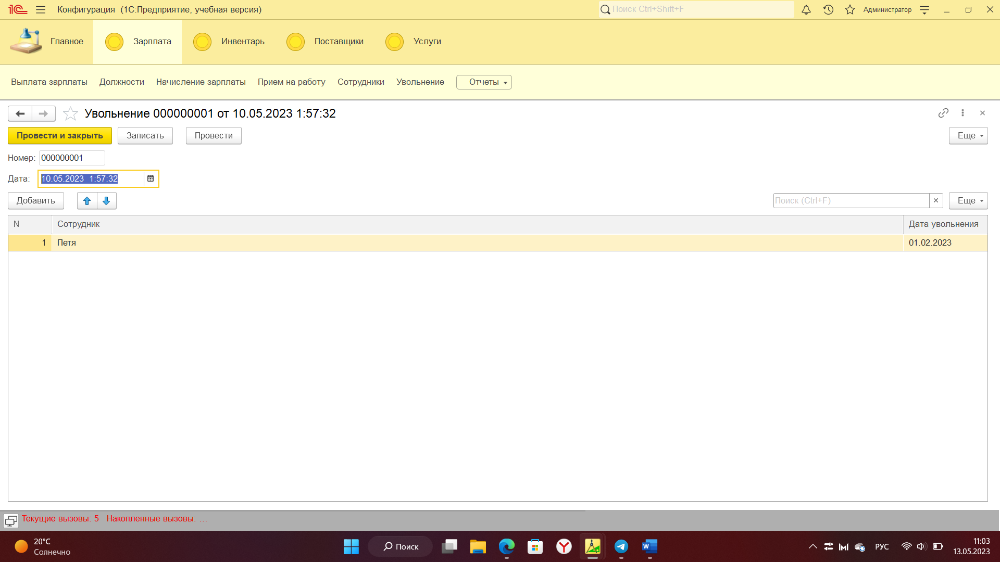 1С Конфигурация (1С:Предприятие, учебная версия) Поиск Ctrl+Shift+F Администратор
Главное Зарплата Инвентарь Поставщики Услуги
Выплата зарплаты Должности Начисление зарплаты Прием на работу Сотрудники Увольнение Отчеты
Увольнение 000000001 от 10.05.2023 1:57:32
Провести и закрыть Записать Провести Еще
Номер: 000000001
Дата: 10.05.2023 1:57:32
Добавить Поиск (Ctrl+F) × Еще
N Сотрудник Дата увольнения
1 Петя 01.02.2023
Текущие вызовы: 5 Накопленные вызовы: ...
20°C
Солнечно
Поиск
РУС
11:03
13.05.2023